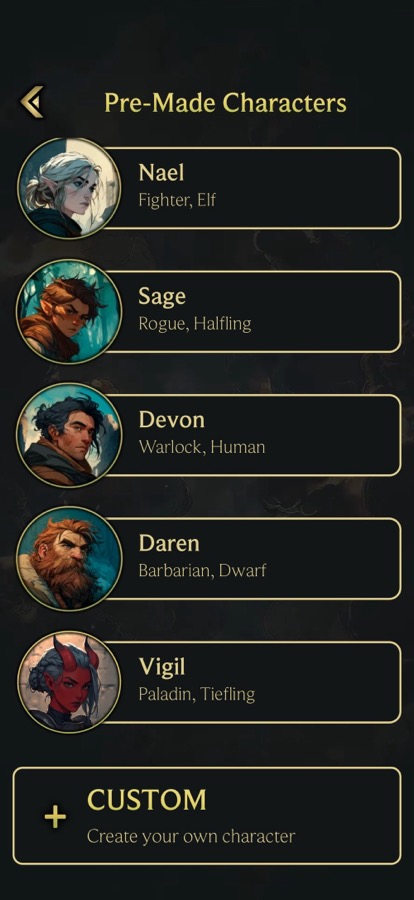 Pre-Made Characters
Nael
Fighter, Elf
Sage
Rogue, Halfling
Devon
Warlock, Human
Daren
Barbarian, Dwarf
Vigil
Paladin, Tiefling
CUSTOM
Create your own character